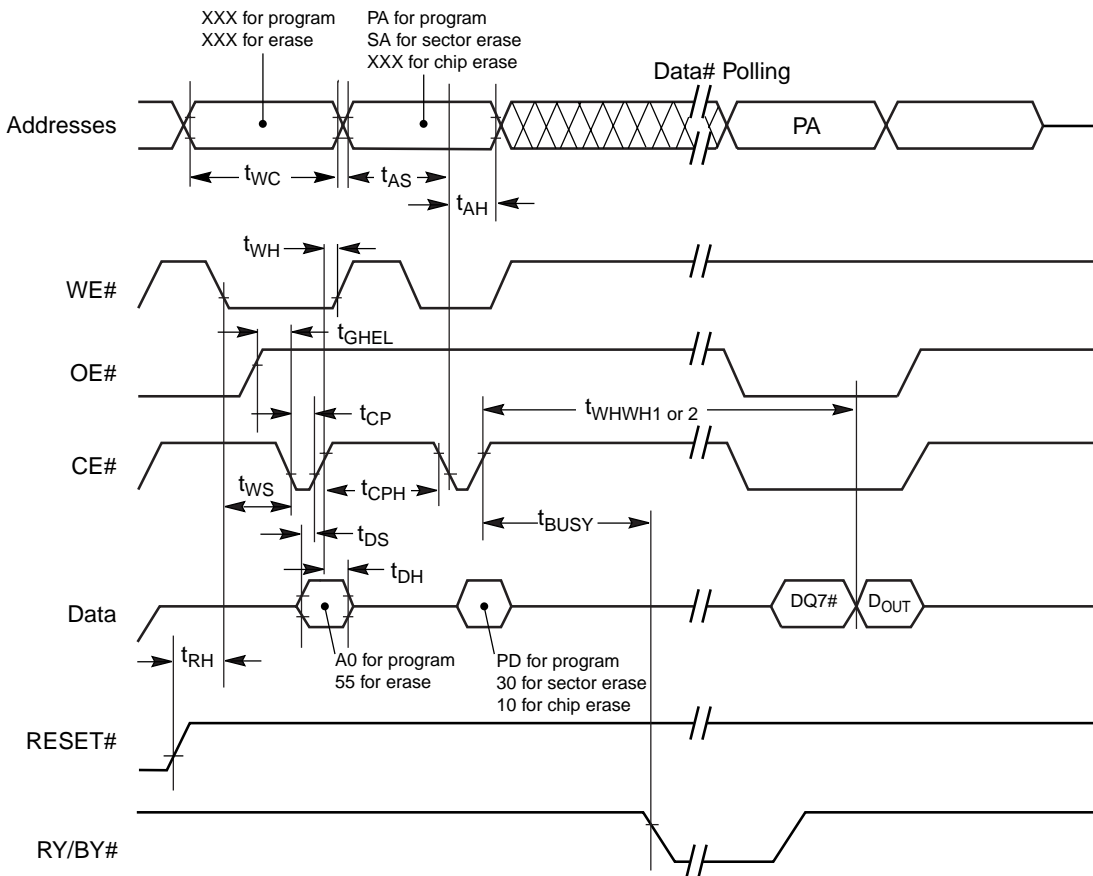 XXX for program
XXX for erase
PA for program
SA for sector erase
XXX for chip erase
Data# Polling
Addresses
PA
tWC
tAS
tAH
tWH
WE#
tGHEL
OE#
tWHWH1 or 2
tCP
CE#
tWS
tCPH
tBUSY
tDS
tDH
Data
DQ7#
DOUT
tRH
A0 for program
55 for erase
PD for program
30 for sector erase
10 for chip erase
RESET#
RY/BY#